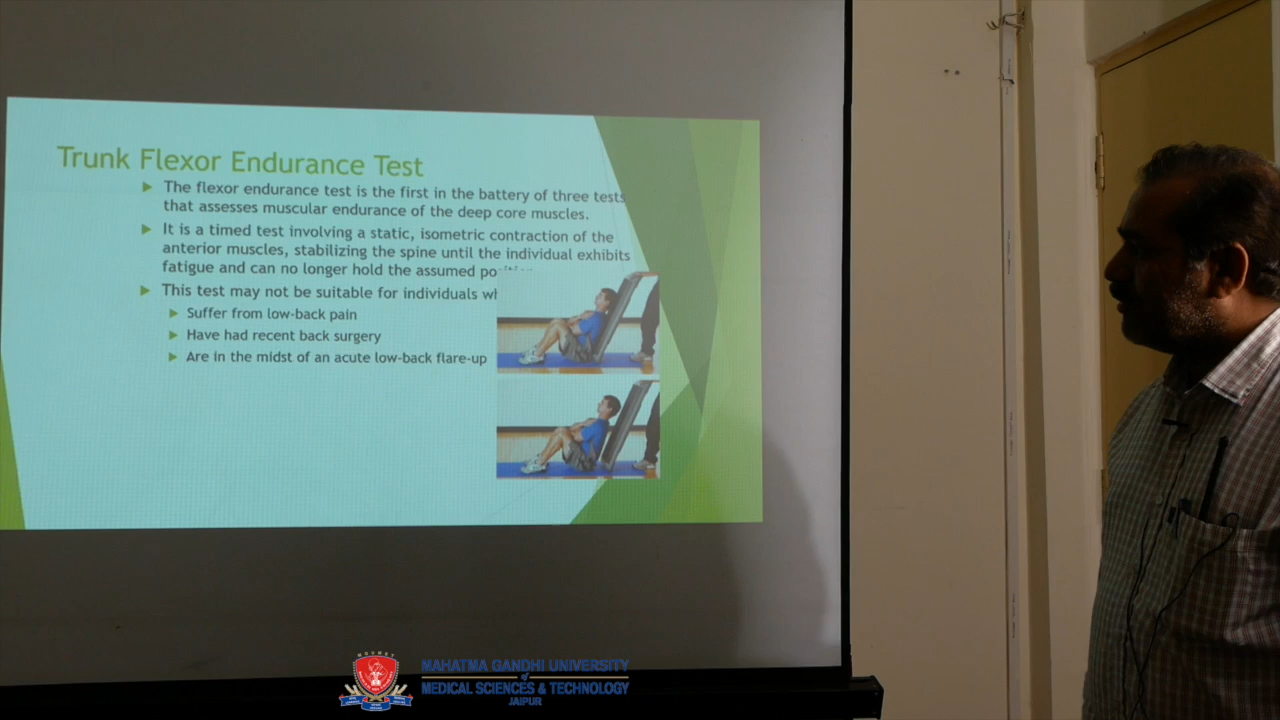 Trunk Flexor Endurance Test
The flexor endurance test is the first in the battery of three tests
that assesses muscular endurance of the deep core muscles.
It is a timed test involving a static, isometric contraction of the
anterior muscles, stabilizing the spine until the individual exhibits
fatigue and can no longer hold the assumed
This test may not be suitable for individuals
Suffer from low-back pain
Have had recent back surgery
Are in the midst of an acute low-back flare-up
MAHATMA GANDHI UNIVERSITY
of
MEDICAL SCIENCES & TECHNOLOGY
JAIPUR